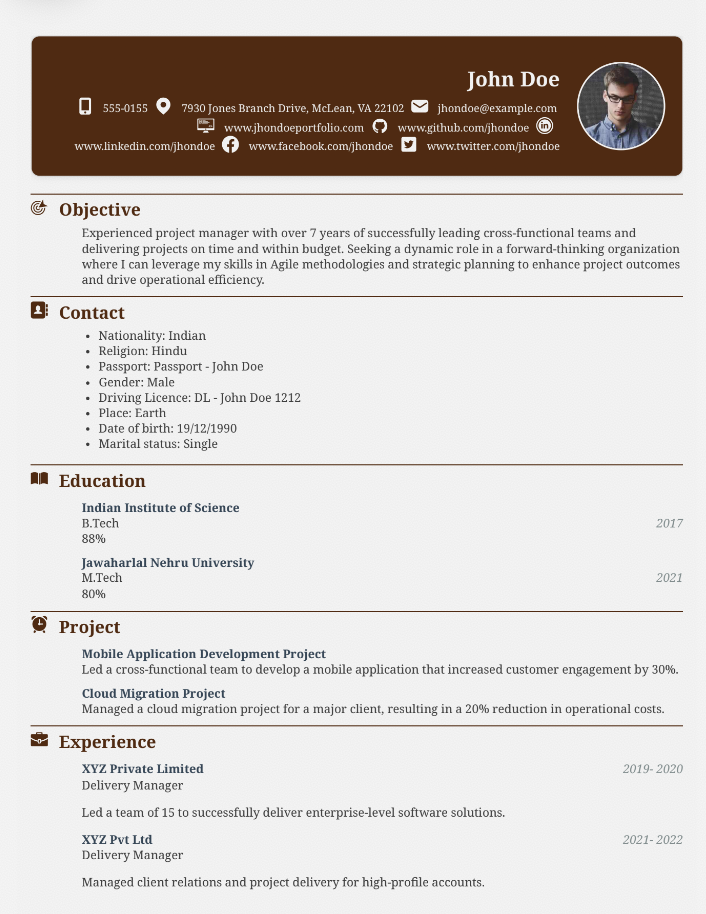 John Doe
555-0155 7930 Jones Branch Drive, McLean, VA 22102 jhondoe@example.com
www.jhondoeportfolio.com www.github.com/jhondoe
www.linkedin.com/jhondoe www.facebook.com/jhondoe www.twitter.com/jhondoe
Objective
Experienced project manager with over 7 years of successfully leading cross-functional teams and
delivering projects on time and within budget. Seeking a dynamic role in a forward-thinking organization
where I can leverage my skills in Agile methodologies and strategic planning to enhance project outcomes
and drive operational efficiency.
Contact
• Nationality: Indian
• Religion: Hindu
• Passport: Passport - John Doe
• Gender: Male
• Driving Licence: DL - John Doe 1212
• Place: Earth
• Date of birth: 19/12/1990
• Marital status: Single
Education
Indian Institute of Science
B.Tech 2017
88%
Jawaharlal Nehru University
M.Tech 2021
80%
Project
Mobile Application Development Project
Led a cross-functional team to develop a mobile application that increased customer engagement by 30%.
Cloud Migration Project
Managed a cloud migration project for a major client, resulting in a 20% reduction in operational costs.
Experience
XYZ Private Limited 2019- 2020
Delivery Manager
Led a team of 15 to successfully deliver enterprise-level software solutions.
XYZ Pvt Ltd 2021- 2022
Delivery Manager
Managed client relations and project delivery for high-profile accounts.